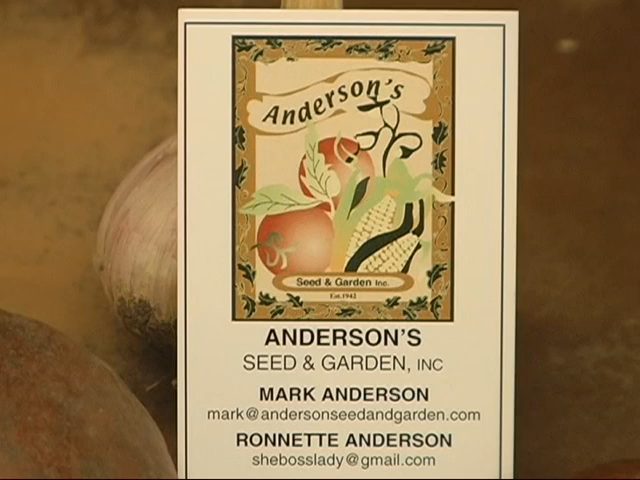 Anderson's
Seed & Garden Inc.
Est.1942
ANDERSON'S
SEED & GARDEN, INC
MARK ANDERSON
mark@andersonseedandgarden.com
RONNETTE ANDERSON
shebosslady@gmail.com